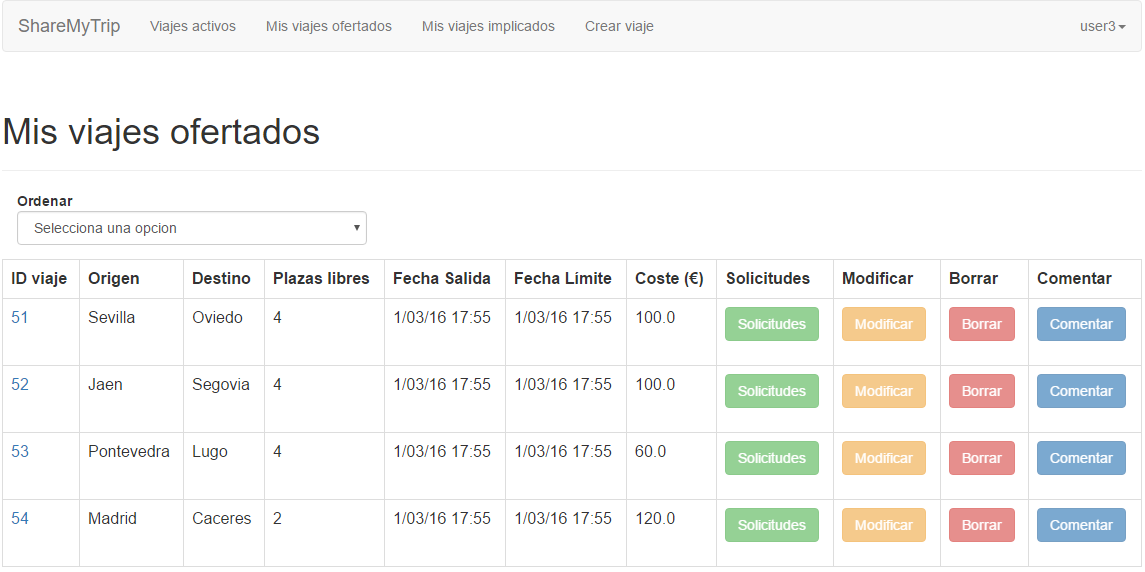 ShareMyTrip Viajes activos Mis viajes ofertados Mis viajes implicados Crear viaje user3
Mis viajes ofertados
Ordenar
Selecciona una opcion
ID viaje Origen Destino Plazas libres Fecha Salida Fecha Límite Coste (€) Solicitudes Modificar Borrar Comentar
51 Sevilla Oviedo 4 1/03/16 17:55 1/03/16 17:55 100.0 Solicitudes Modificar Borrar Comentar
52 Jaen Segovia 4 1/03/16 17:55 1/03/16 17:55 100.0 Solicitudes Modificar Borrar Comentar
53 Pontevedra Lugo 4 1/03/16 17:55 1/03/16 17:55 60.0 Solicitudes Modificar Borrar Comentar
54 Madrid Caceres 2 1/03/16 17:55 1/03/16 17:55 120.0 Solicitudes Modificar Borrar Comentar